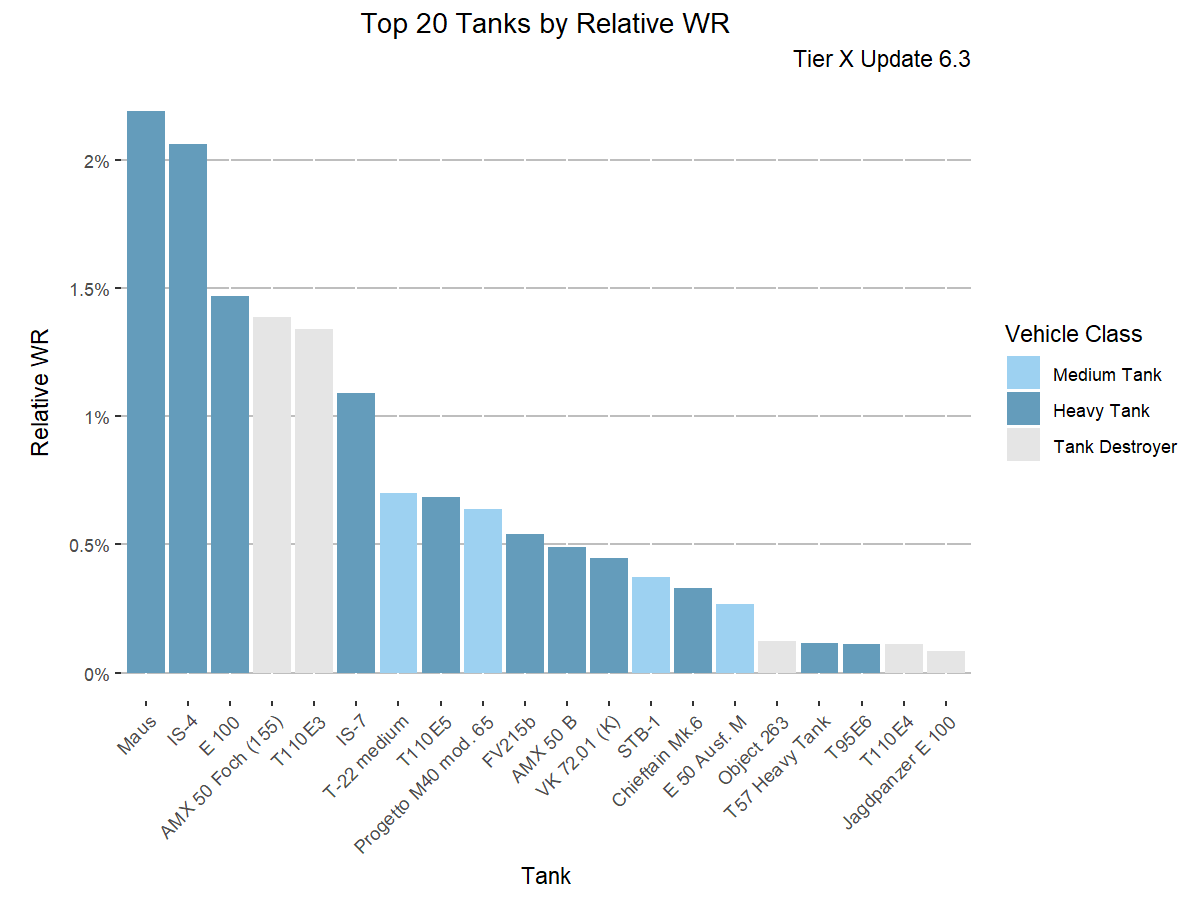 Top 20 Tanks by Relative WR
Tier X Update 6.3
2%
1.5%
1%
0.5%
0%
Relative WR
Maus
IS-4
E 100
AMX 50 Foch (155)
T110E3
IS-7
T-22 medium
T110E5
Progetto M40 mod. 65
FV215b
AMX 50 B
VK 72.01 (K)
STB-1
Chieftain Mk.6
E 50 Ausf. M
Object 263
T57 Heavy Tank
T95E6
T110E4
Jagdpanzer E 100
Tank
Vehicle Class
Medium Tank
Heavy Tank
Tank Destroyer